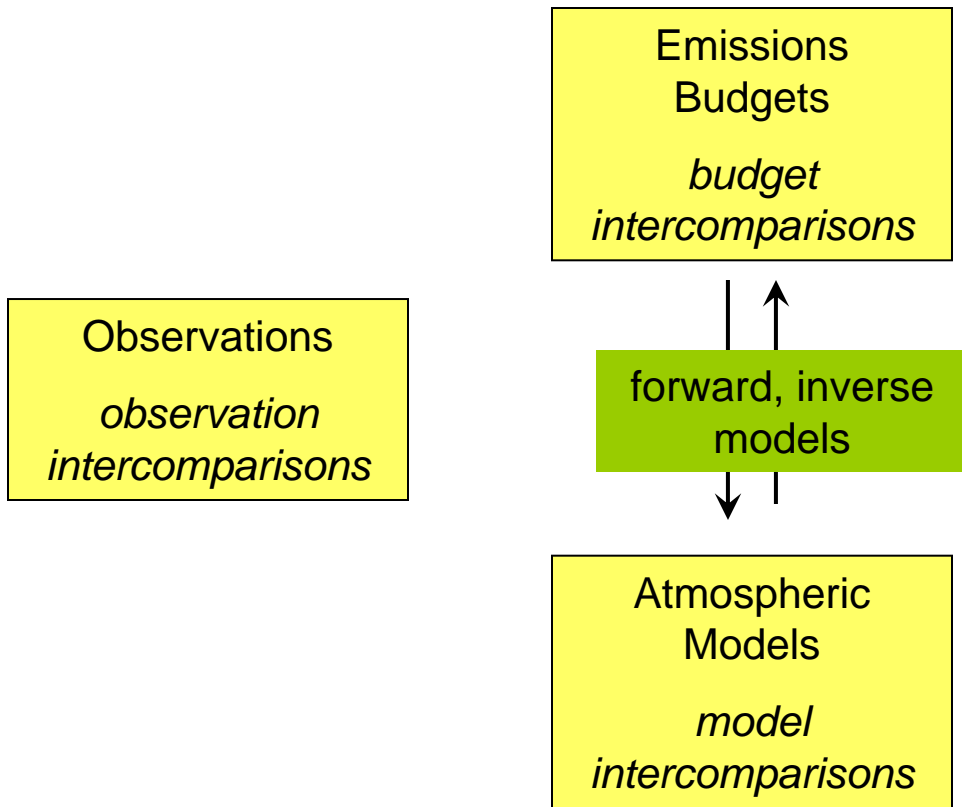 Emissions
Budgets
budget
intercomparisons
Observations
observation
intercomparisons
forward, inverse
models
Atmospheric
Models
model
intercomparisons